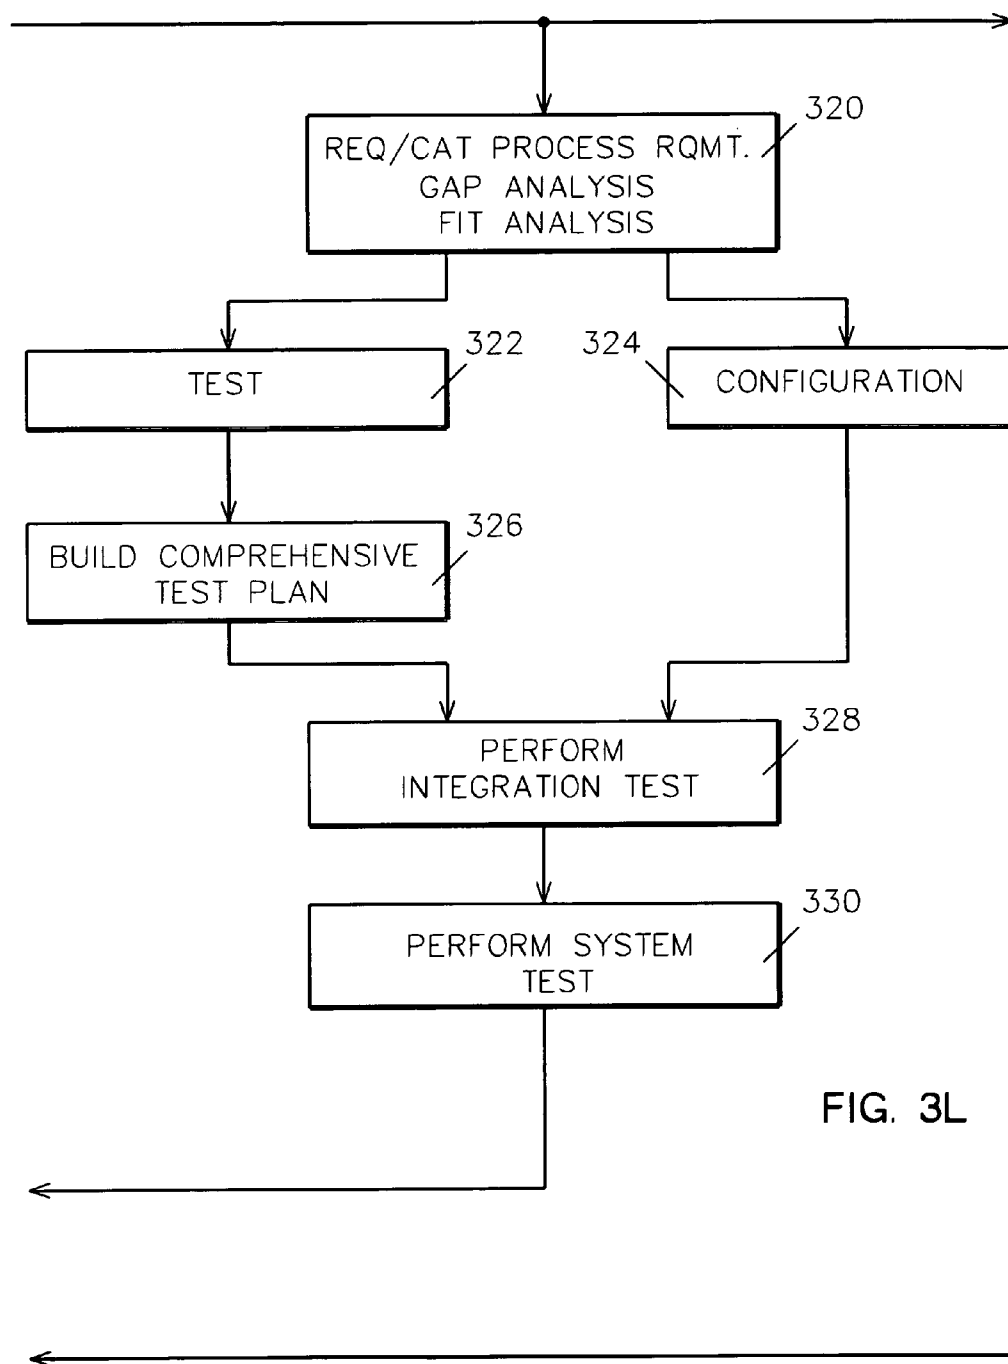 320
REQ/CAT PROCESS RQMT.
GAP ANALYSIS
FIT ANALYSIS
322
TEST
324
CONFIGURATION
326
BUILD COMPREHENSIVE
TEST PLAN
328
PERFORM
INTEGRATION TEST
330
PERFORM SYSTEM
TEST
FIG. 3L